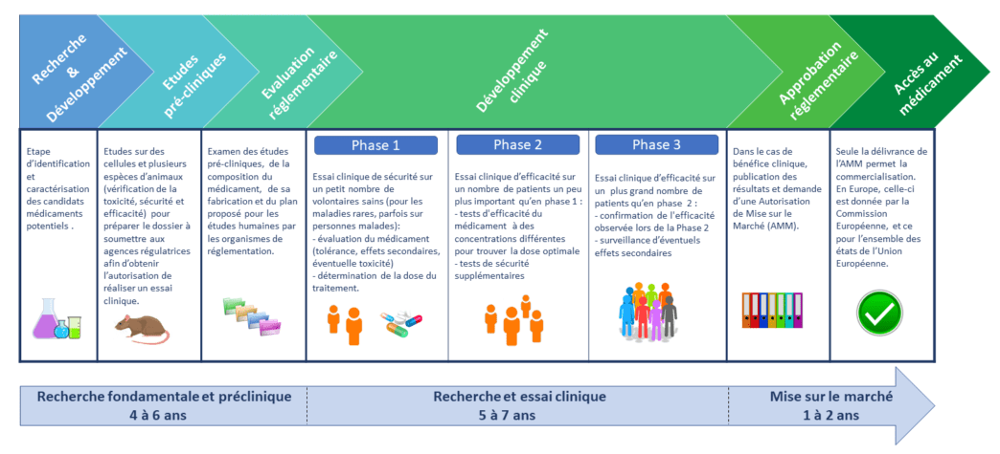 Recherche
&
Développement
Etudes
pré-cliniques
Evaluation
réglementaire
Développement
clinique
Approbation
réglementaire
Accès au
médicament
Etape
d'identification
et
caractérisation
des candidats
médicaments
potentiels .
Etudes sur des
cellules et plusieurs
espèces d'animaux
(vérification de la
toxicité, sécurité et
efficacité) pour
préparer le dossier à
soumettre aux
agences régulatrices
afin d'obtenir
l'autorisation de
réaliser un essai
clinique.
Examen des études
pré-cliniques, de la
composition du
médicament, de sa
fabrication et du plan
proposé pour les
études humaines par
les organismes de
réglementation.
Phase 1
Essai clinique de sécurité sur
un petit nombre de
volontaires sains (pour les
maladies rares, parfois sur
personnes malades):
- évaluation du médicament
(tolérance, effets secondaires,
éventuelle toxicité)
- détermination de la dose du
traitement.
Phase 2
Essai clinique d'efficacité sur
un nombre de patients un peu
plus important qu'en phase 1 :
- tests d'efficacité du
médicament à des
concentrations différentes
pour trouver la dose optimale
- tests de sécurité
supplémentaires
Phase 3
Essai clinique d'efficacité sur
un plus grand nombre de
patients qu'en phase 2 :
- confirmation de l'efficacité
observée lors de la Phase 2
- surveillance d'éventuels
effets secondaires
Dans le cas de
bénéfice clinique,
publication des
résultats et demande
d'une Autorisation
de Mise sur le
Marché (AMM).
Seule la délivrance de
l'AMM permet la
commercialisation.
En Europe, celle-ci
est donnée par la
Commission
Européenne, et ce
pour l'ensemble des
états de l'Union
Européenne.
Recherche fondamentale et préclinique
4 à 6 ans
Recherche et essai clinique
5 à 7 ans
Mise sur le marché
1 à 2 ans